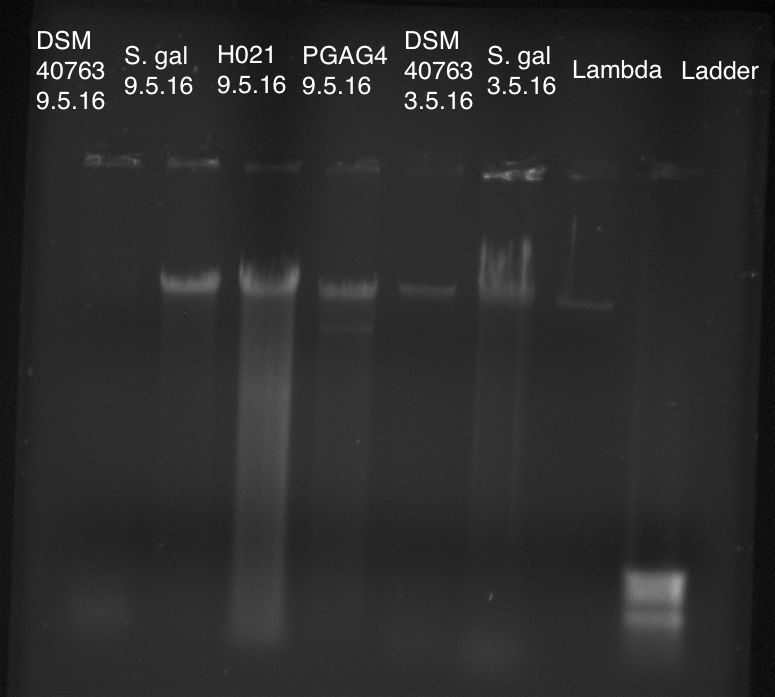 DSM
40763
9.5.16
S. gal
9.5.16
H021
9.5.16
PGAG4
9.5.16
DSM
40763
3.5.16
S. gal
3.5.16
Lambda
Ladder